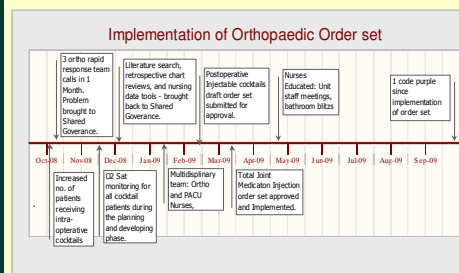 Implementation of Orthopaedic Order set
3 ortho rapid
response team
calls in 1
Month.
Problem
brought to
Shared
Goverance.
Literature search,
retrospective chart
reviews, and nursing
data tools - brought
back to Shared
Goverance.
Postoperative
Injectable cocktails
draft order set
submitted for
approval.
Nurses
Educated: Unit
staff meetings,
bathroom blitzs
1 code purple
since
implementation
of order set
Oct-08
Nov-08
Dec-08
Jan-09
Feb-09
Mar-09
Apr-09
May-09
Jun-09
Jul-09
Aug-09
Sep-09
Increased
no. of
patients
receiving
intra-
opterative
cocktails
O2 Sat
monitoring for
all cocktail
patients during
the planning
and developing
phase.
Multidisplinary
team: Ortho
and PACU
Nurses,
Total Joint
Medicaton Injection
order set approved
and Implemented.